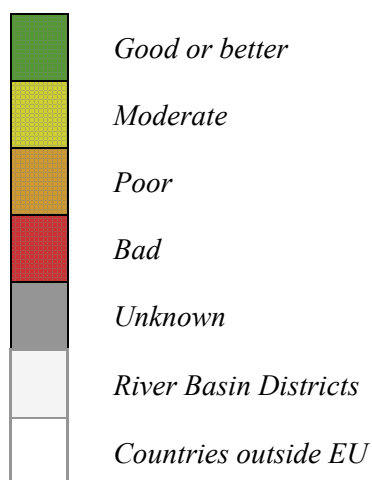 Good or better
Moderate
Poor
Bad
Unknown
River Basin Districts
Countries outside EU